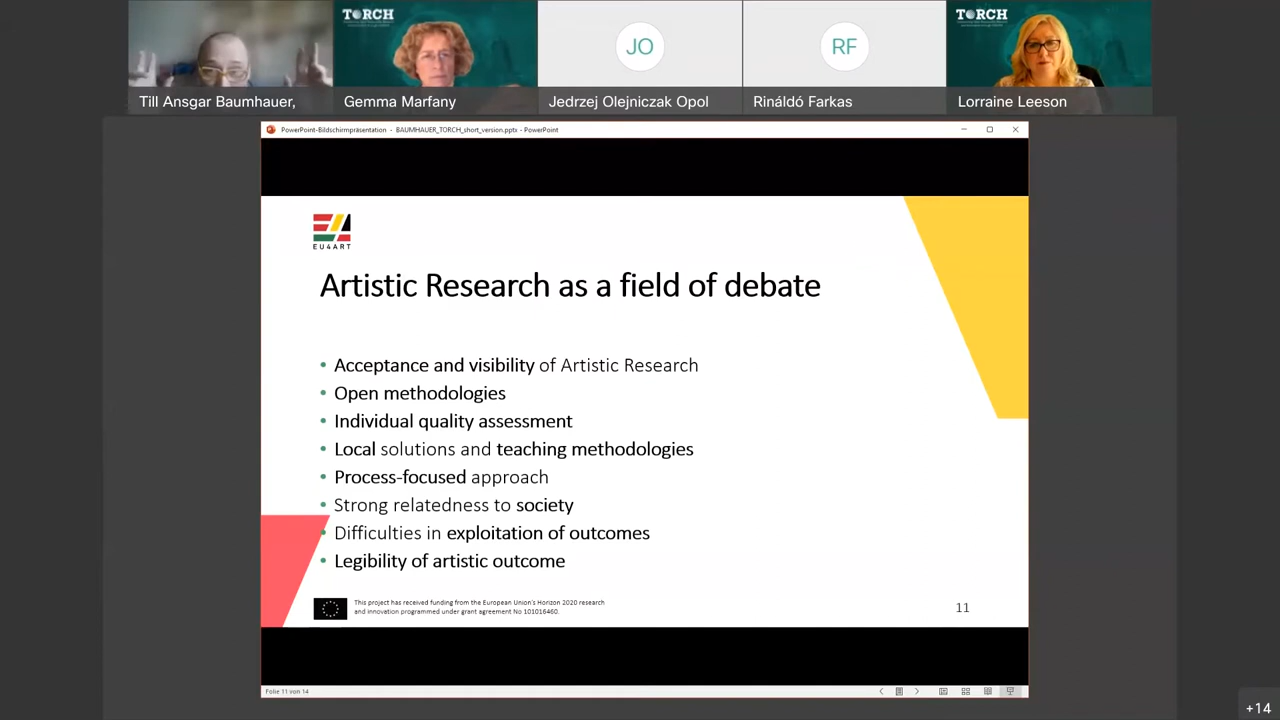 TORCH
TORCH
JO
RF
Till Ansgar Baumhauer,
Gemma Marfany
Jedrzej Olejniczak Opol
Rináldó Farkas
Lorraine Leeson
PowerPoint-Bildschirmpräsentation - BAUMHAUER_TORCH_short_version.pptx - PowerPoint
EU4ART
Artistic Research as a field of debate
• Acceptance and visibility of Artistic Research
• Open methodologies
• Individual quality assessment
• Local solutions and teaching methodologies
• Process-focused approach
• Strong relatedness to society
• Difficulties in exploitation of outcomes
• Legibility of artistic outcome
This project has received funding from the European Union's Horizon 2020 research
and innovation programmed under grant agreement No 101016460.
11
Folie 11 von 14
+14